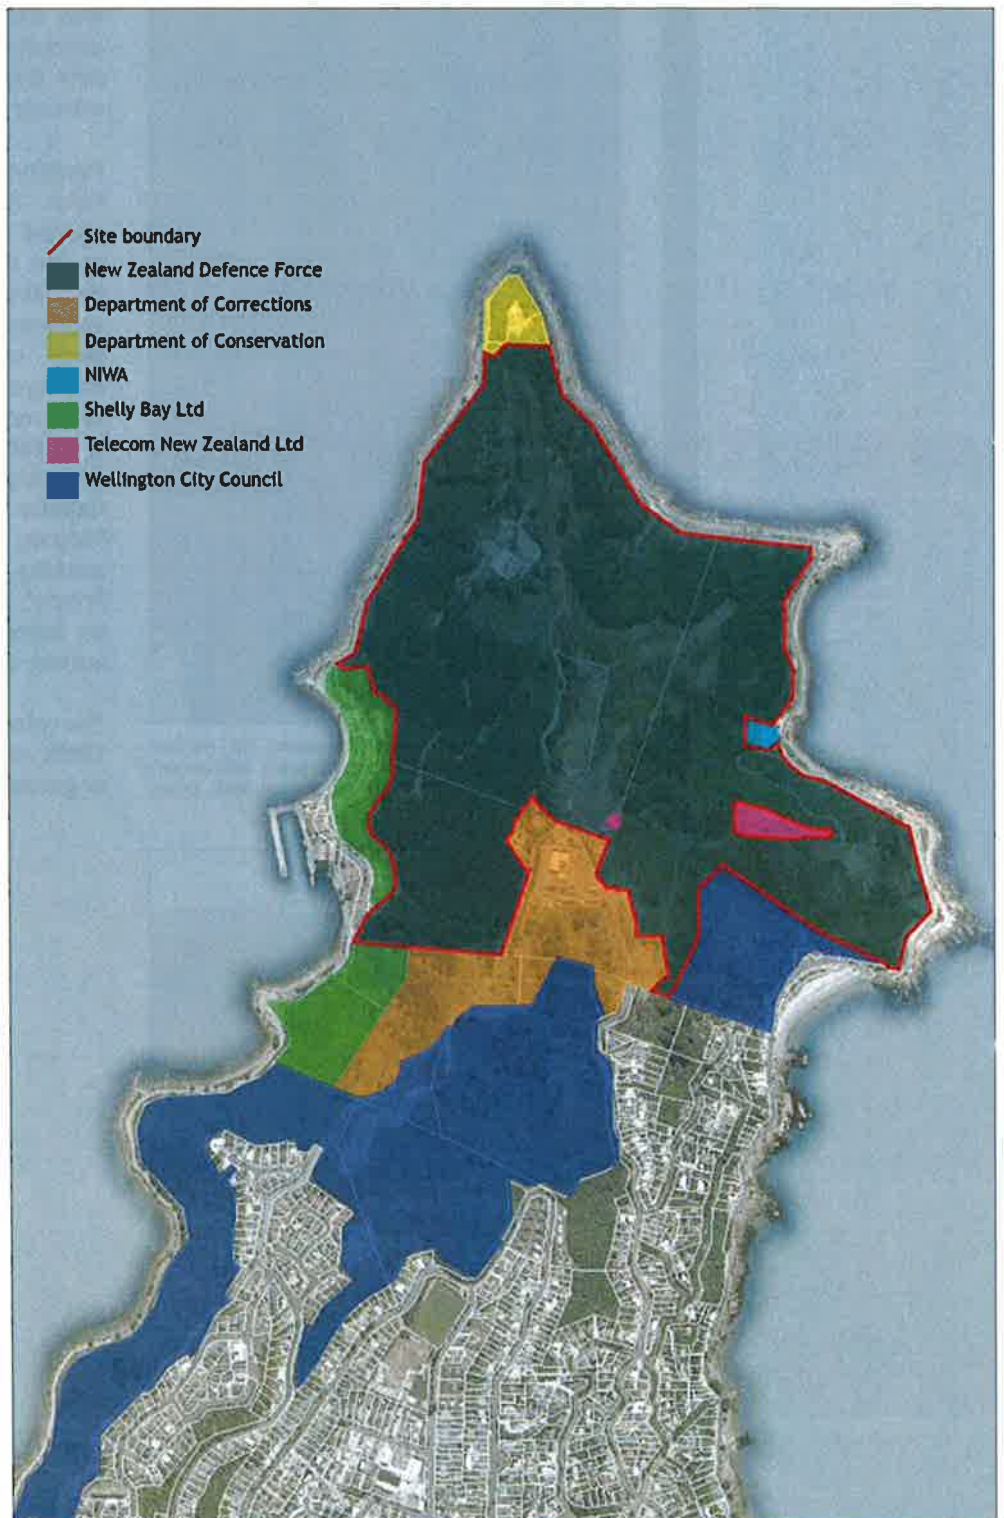 Site boundary
New Zealand Defence Force
Department of Corrections
Department of Conservation
NIWA
Shelly Bay Ltd
Telecom New Zealand Ltd
Wellington City Council